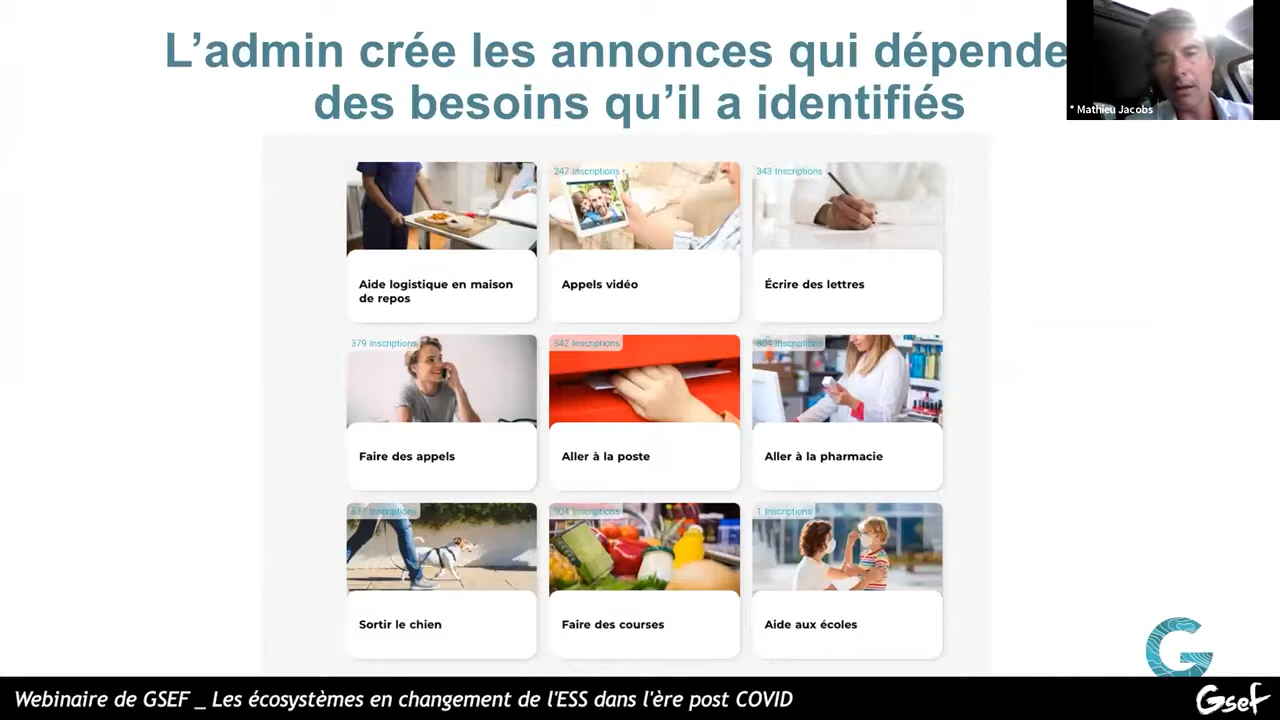 L’admin crée les annonces qui dépende
des besoins qu’il a identifiés
* Mathieu Jacobs
247 Inscriptions
343 Inscriptions
Aide logistique en maison
de repos
Appels vidéo
Écrire des lettres
379 Inscriptions
542 Inscriptions
804 Inscriptions
Faire des appels
Aller à la poste
Aller à la pharmacie
Inscriptions
904 Inscriptions
1 Inscriptions
Sortir le chien
Faire des courses
Aide aux écoles
G
Webinaire de GSEF _ Les écosystèmes en changement de l'ESS dans l'ère post COVID
Gsef